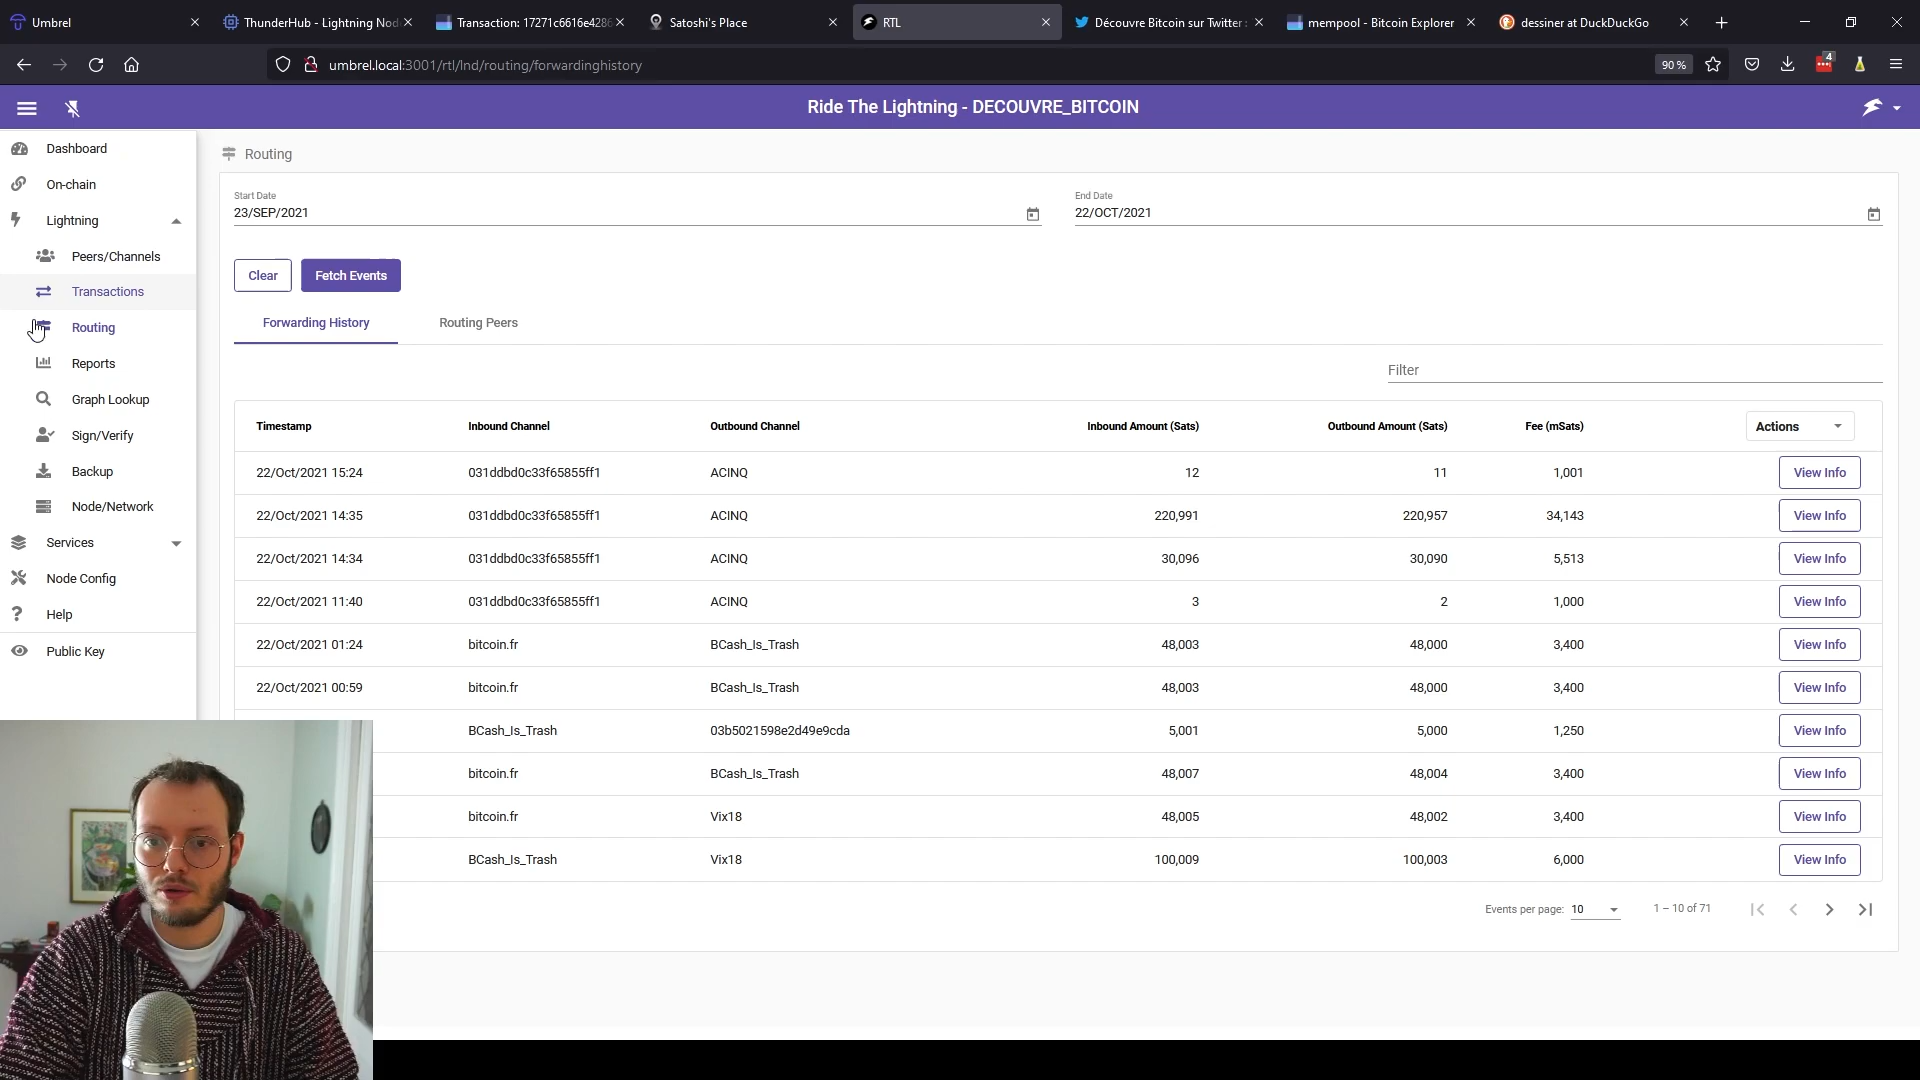 Umbrel
ThunderHub - Lightning Nod
Transaction: 17271c6616e4286
Satoshi's Place
RTL
Découvre Bitcoin sur Twitter :
mempool - Bitcoin Explorer
dessiner at DuckDuckGo
umbrel.local:3001/rtl/lnd/routing/forwardinghistory
90 %
4
Ride The Lightning - DECOUVRE_BITCOIN
Dashboard
On-chain
Lightning
Peers/Channels
Transactions
Routing
Reports
Graph Lookup
Sign/Verify
Backup
Node/Network
Services
Node Config
Help
Public Key
Routing
Start Date
23/SEP/2021
End Date
22/OCT/2021
Clear
Fetch Events
Forwarding History
Routing Peers
Filter
Timestamp Inbound Channel Outbound Channel Inbound Amount (Sats) Outbound Amount (Sats) Fee (mSats) Actions
22/Oct/2021 15:24 031ddbd0c33f65855ff1 ACINQ 12 11 1,001 View Info
22/Oct/2021 14:35 031ddbd0c33f65855ff1 ACINQ 220,991 220,957 34,143 View Info
22/Oct/2021 14:34 031ddbd0c33f65855ff1 ACINQ 30,096 30,090 5,513 View Info
22/Oct/2021 11:40 031ddbd0c33f65855ff1 ACINQ 3 2 1,000 View Info
22/Oct/2021 01:24 bitcoin.fr BCash_Is_Trash 48,003 48,000 3,400 View Info
22/Oct/2021 00:59 bitcoin.fr BCash_Is_Trash 48,003 48,000 3,400 View Info
BCash_Is_Trash 03b5021598e2d49e9cda 5,001 5,000 1,250 View Info
bitcoin.fr BCash_Is_Trash 48,007 48,004 3,400 View Info
bitcoin.fr Vix18 48,005 48,002 3,400 View Info
BCash_Is_Trash Vix18 100,009 100,003 6,000 View Info
Events per page: 10 1 – 10 of 71